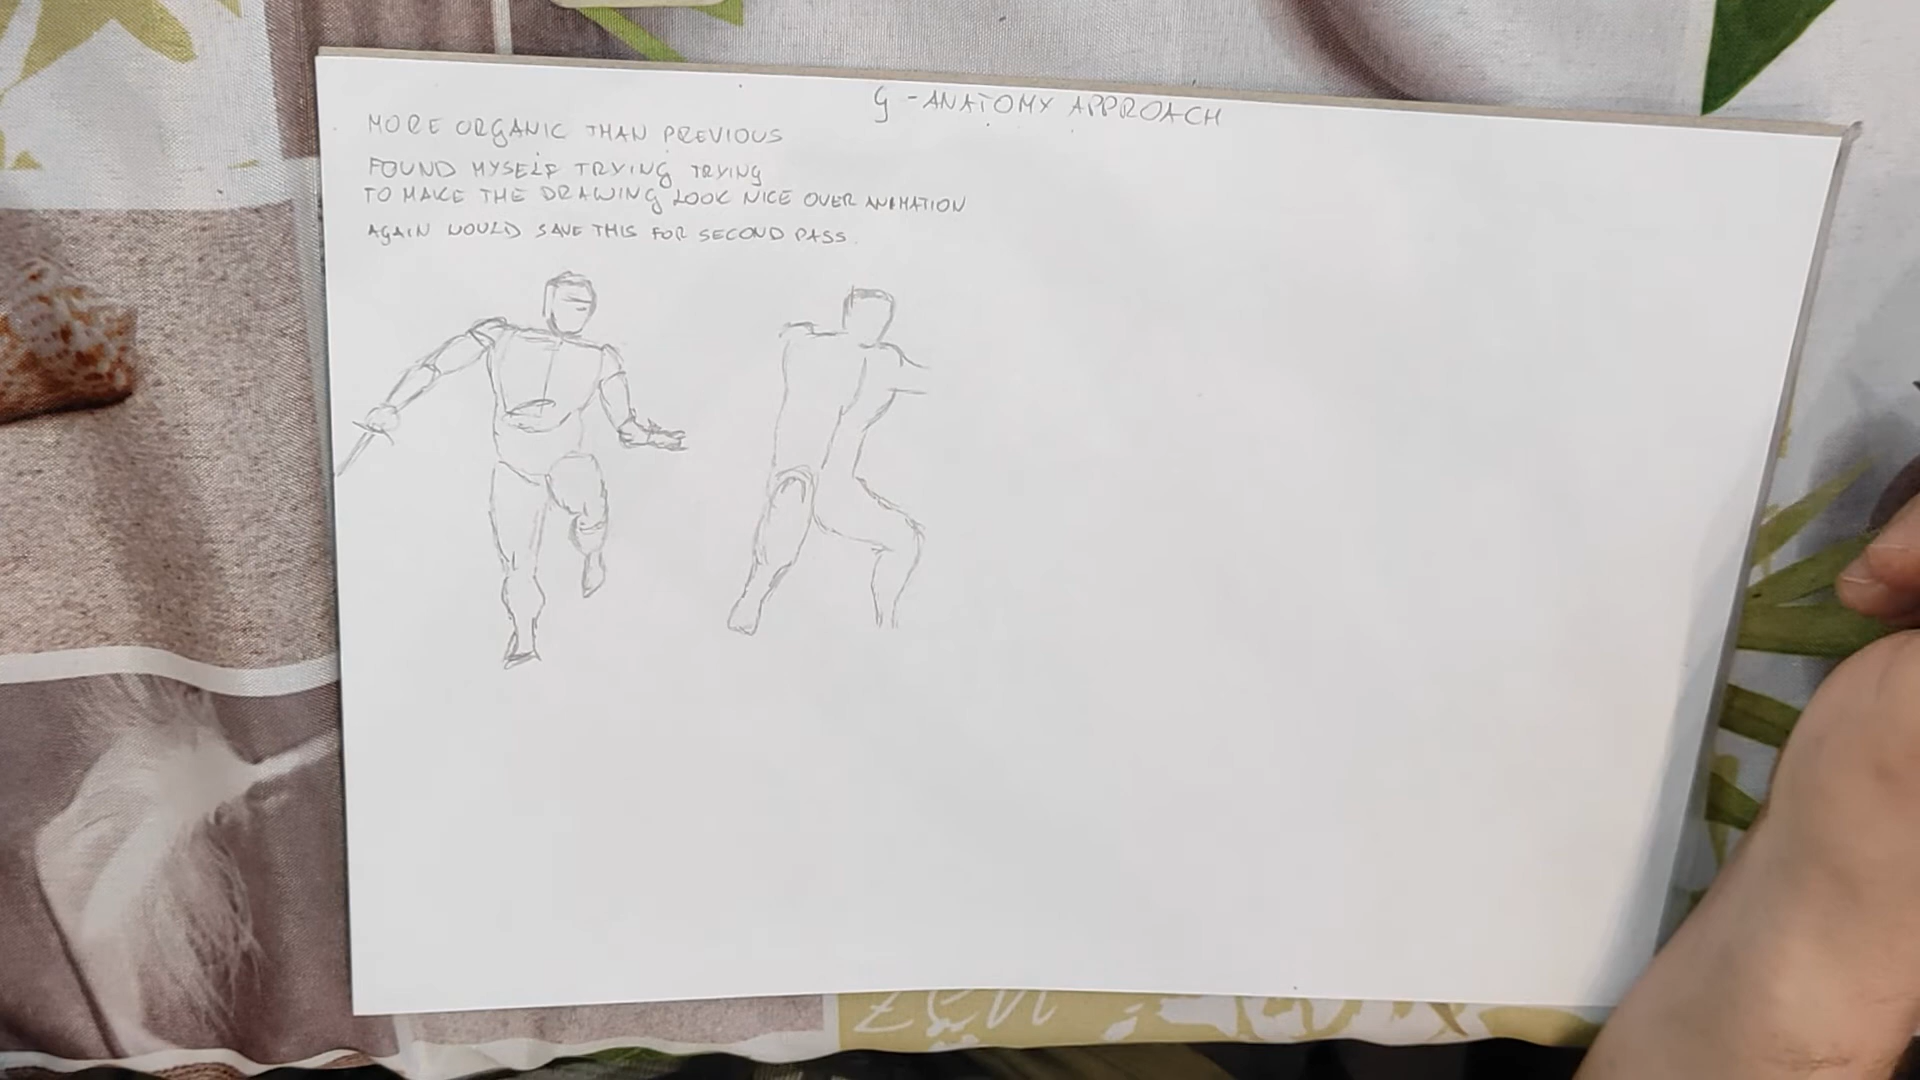 G - ANATOMY APPROACH
MORE ORGANIC THAN PREVIOUS
FOUND MYSELF TRYING TRYING
TO MAKE THE DRAWING LOOK NICE OVER ANIMATION
AGAIN WOULD SAVE THIS FOR SECOND PASS.
zen